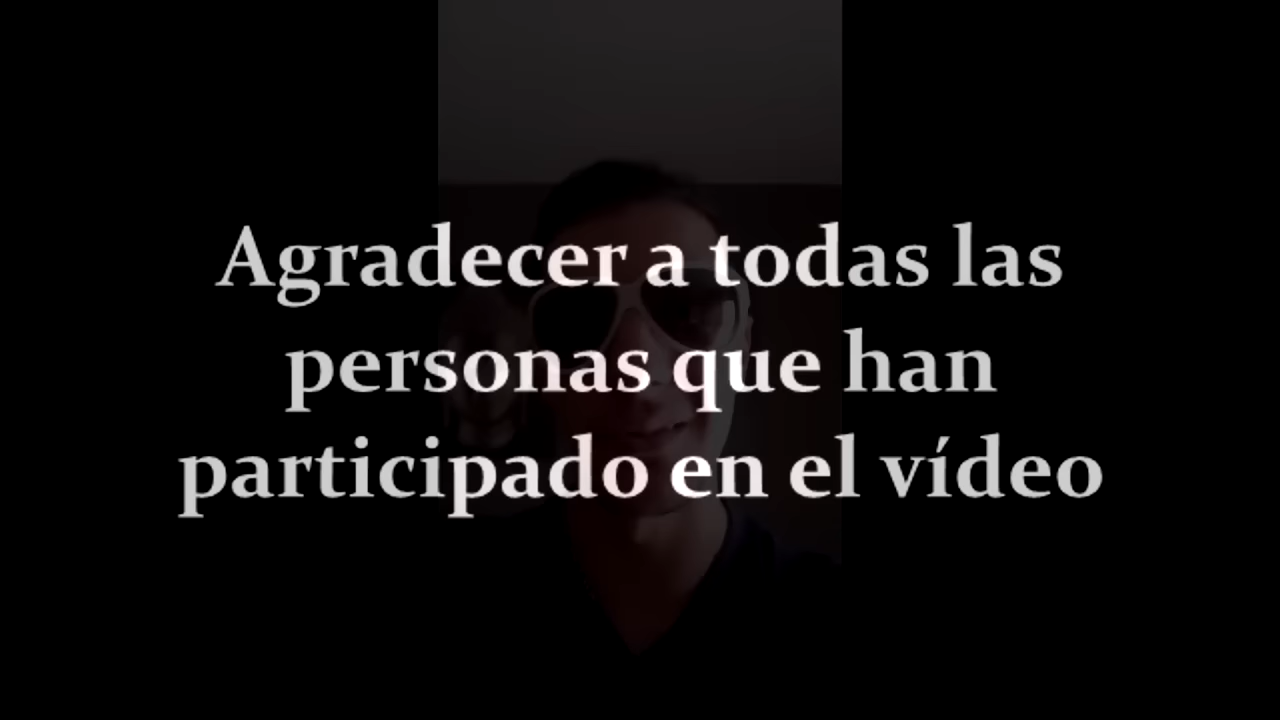 Agradecer a todas las
personas que han
participado en el vídeo